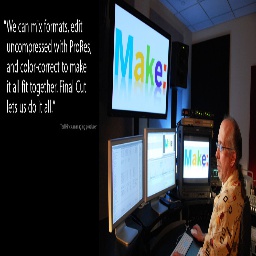 "We can mix formats, edit
uncompressed with ProRes,
and color-correct to make
it all fit together. Final Cut
lets us do it all."
Make:
Make: